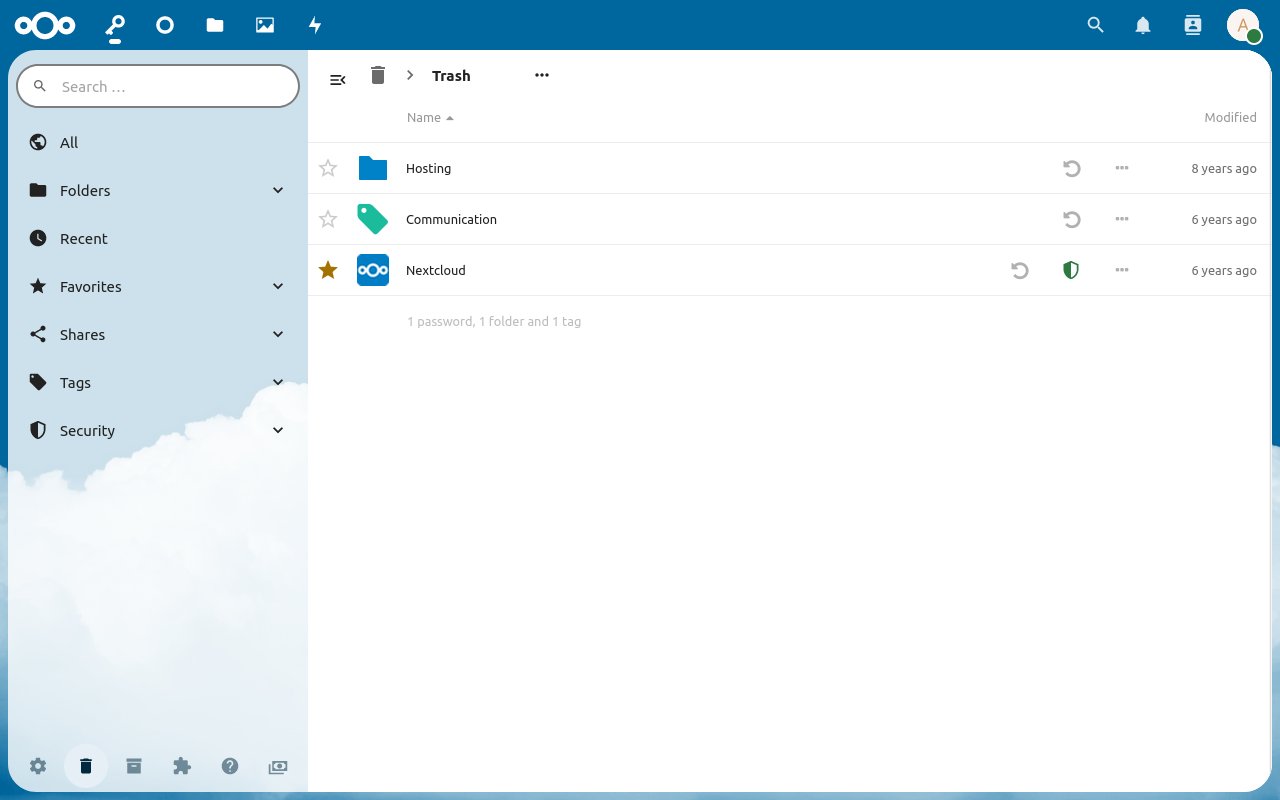 A
Search …
All
Folders
Recent
Favorites
Shares
Tags
Security
Trash
Name
Modified
Hosting
8 years ago
Communication
6 years ago
Nextcloud
6 years ago
1 password, 1 folder and 1 tag